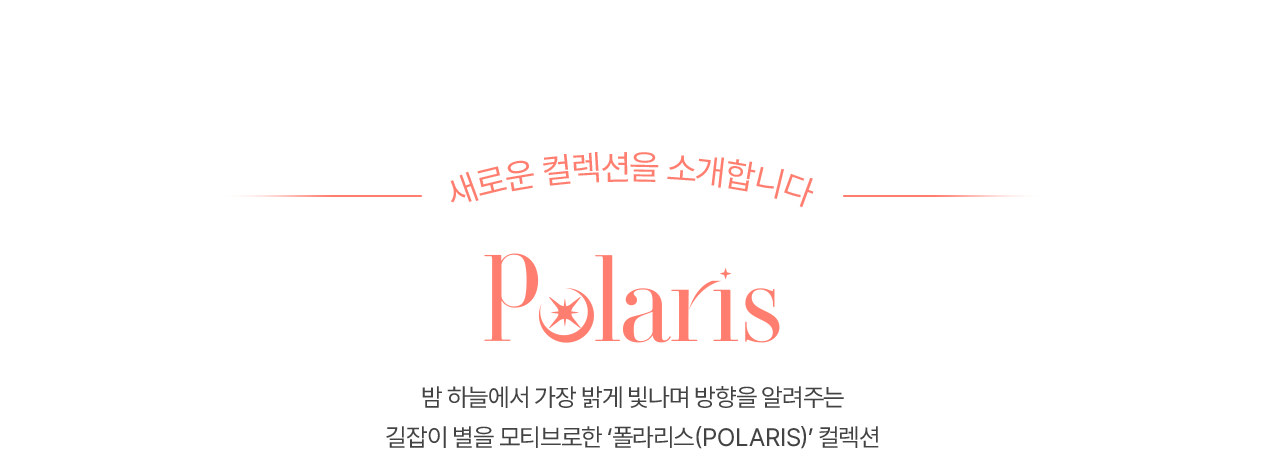 새로운 컬렉션을 소개합니다
Polaris
밤 하늘에서 가장 밝게 빛나며 방향을 알려주는
길잡이 별을 모티브로한 ‘폴라리스(POLARIS)’ 컬렉션